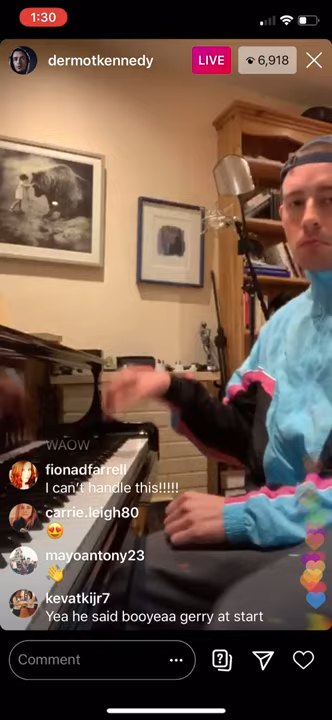 1:30
dermotkennedy
LIVE
6,918
WAOW
fionadfarrell
I can't handle this!!!!!
carrie.leigh80
mayoantony23
kevatkijr7
Yea he said booyeaa gerry at start
Comment